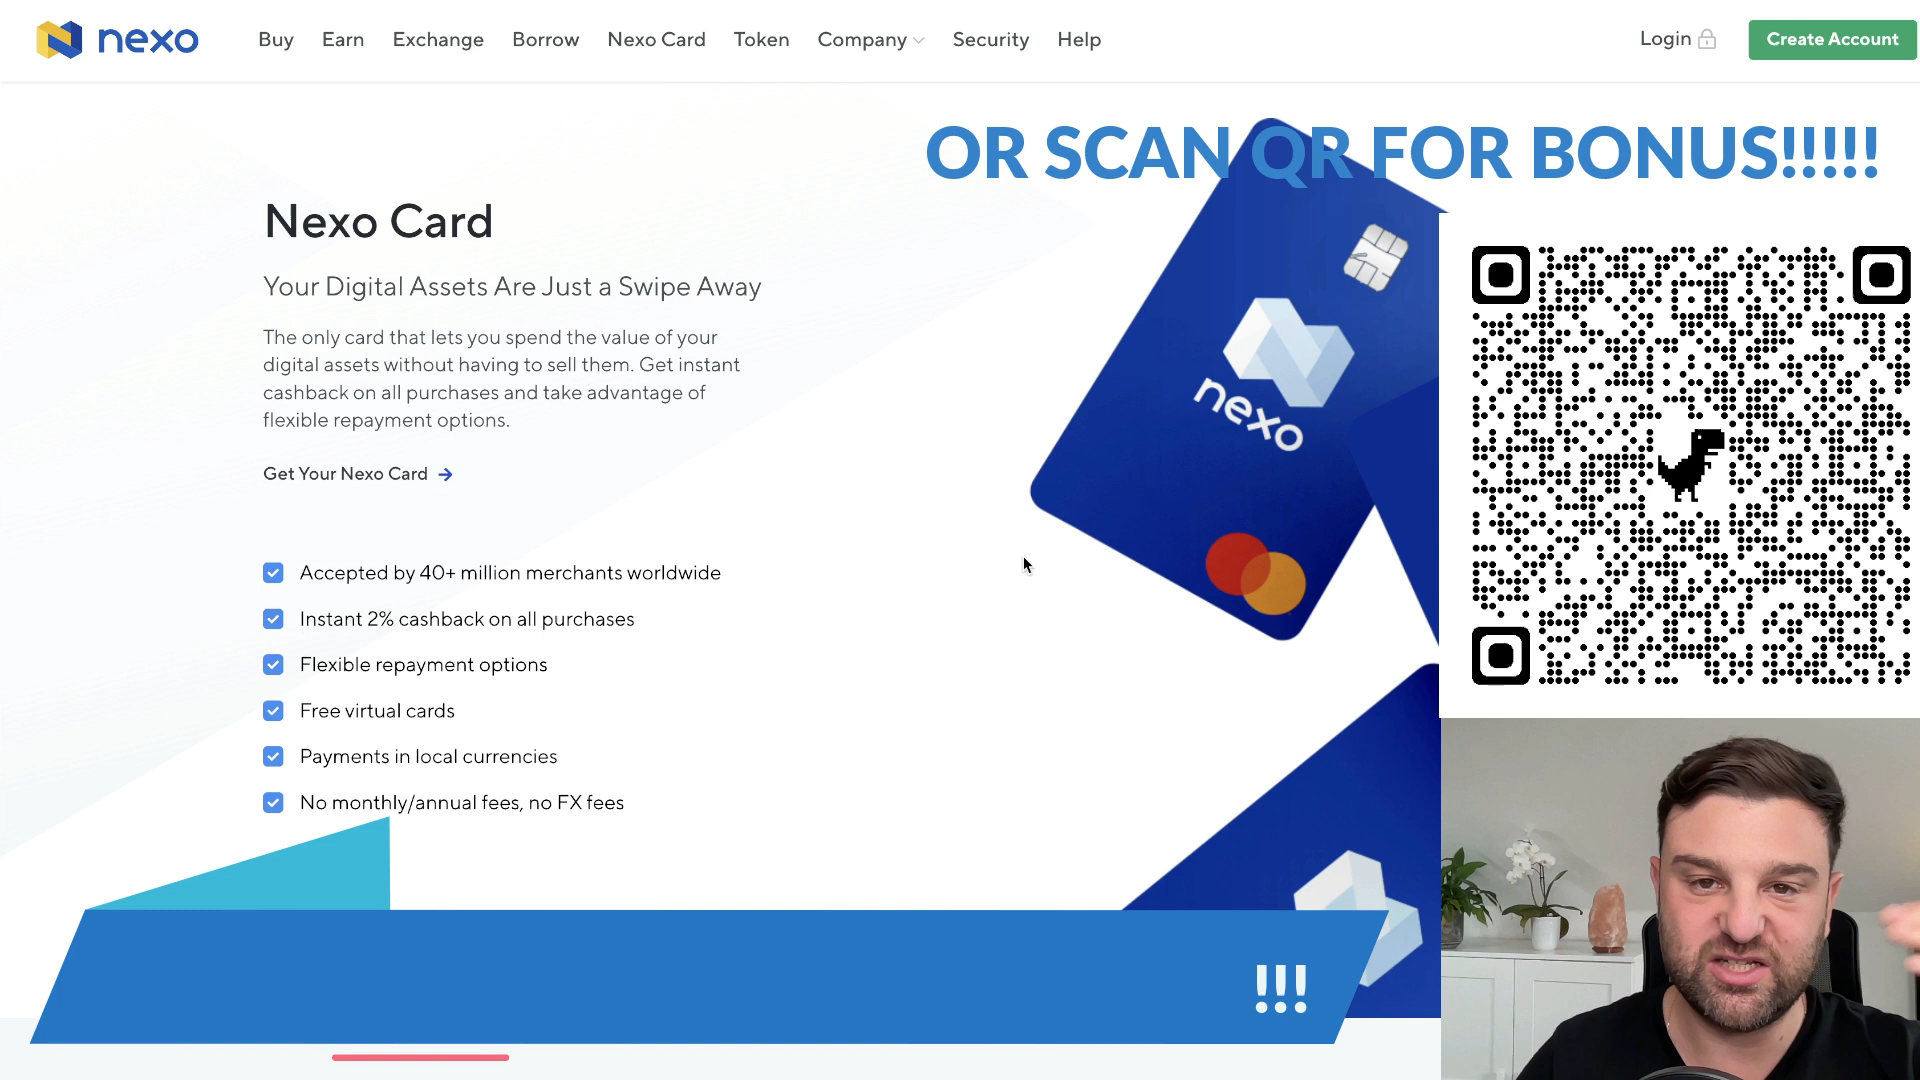 nexo
Buy Earn Exchange Borrow Nexo Card Token Company Security Help
Login Create Account
OR SCAN QR FOR BONUS!!!!!
Nexo Card
Your Digital Assets Are Just a Swipe Away
The only card that lets you spend the value of your
digital assets without having to sell them. Get instant
cashback on all purchases and take advantage of
flexible repayment options.
Get Your Nexo Card →
Accepted by 40+ million merchants worldwide
Instant 2% cashback on all purchases
Flexible repayment options
Free virtual cards
Payments in local currencies
No monthly/annual fees, no FX fees
nexo
!!!